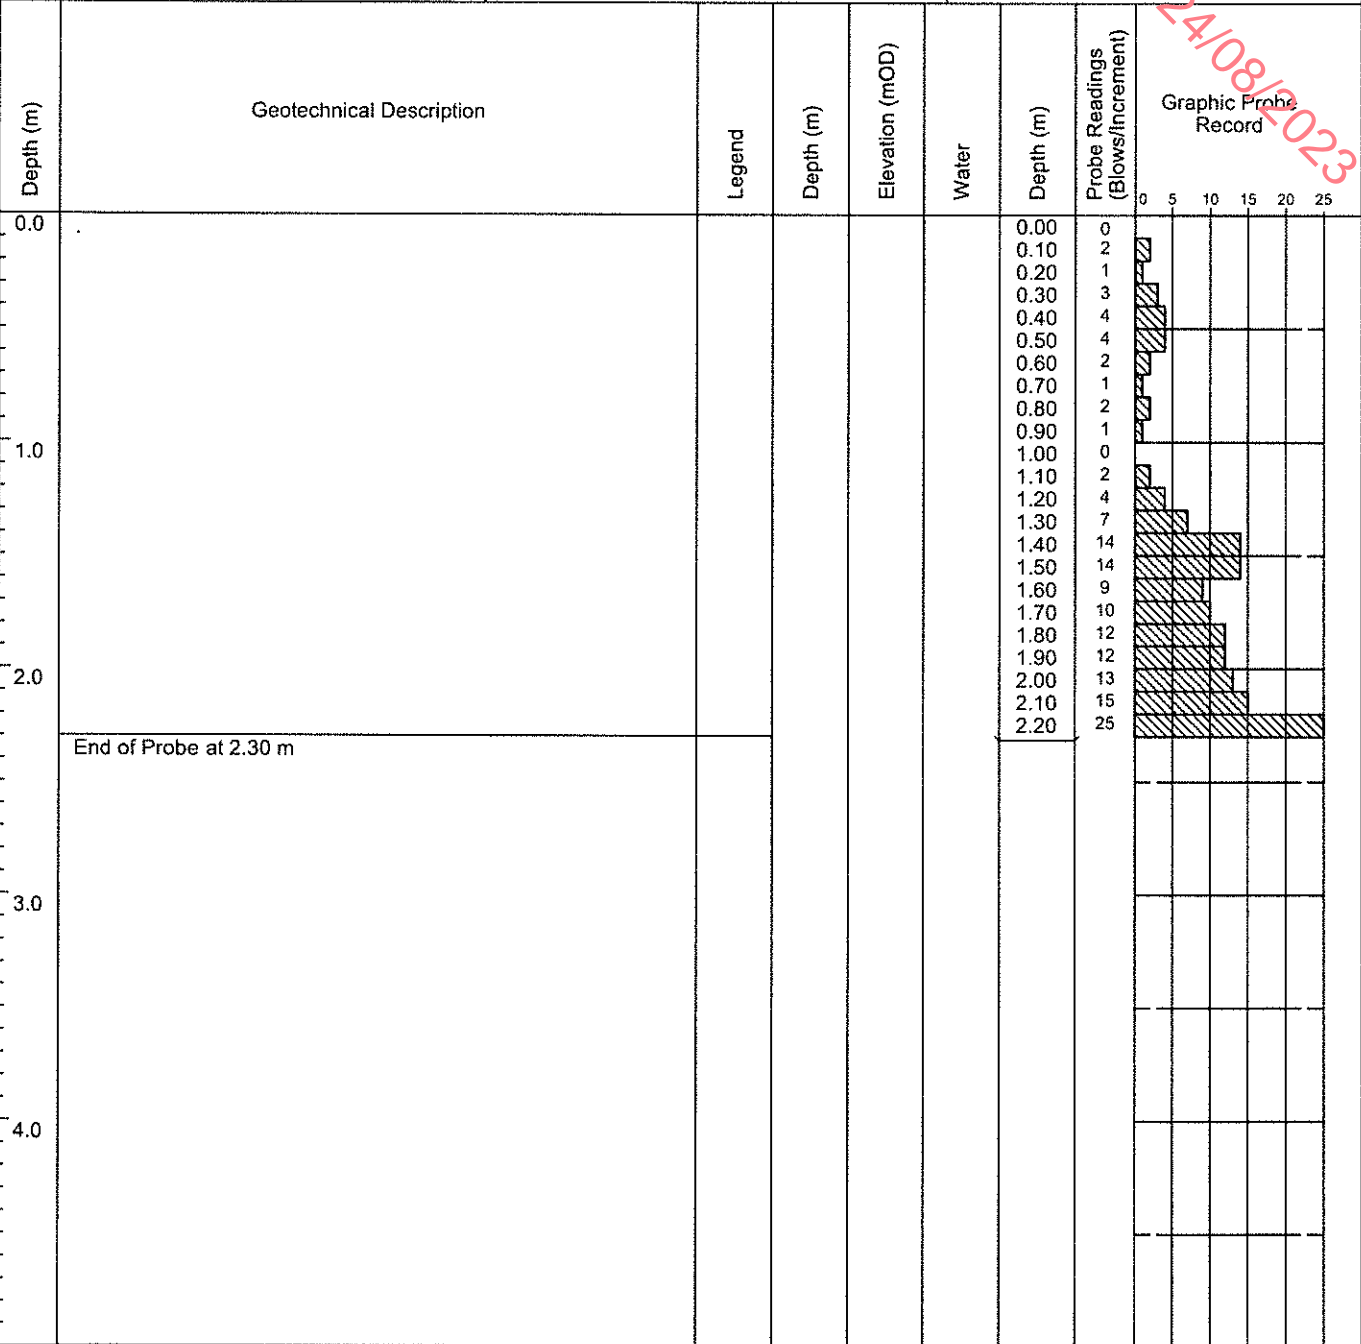 24/08/2023
Depth (m)
Geotechnical Description
Legend
Depth (m)
Elevation (mOD)
Water
Depth (m)
Probe Readings
(Blows/Increment)
Graphic Probe
Record
0 5 10 15 20 25
0.0
1.0
2.0
3.0
4.0
0.00 0
0.10 2
0.20 1
0.30 3
0.40 4
0.50 4
0.60 2
0.70 1
0.80 2
0.90 1
1.00 0
1.10 2
1.20 4
1.30 7
1.40 14
1.50 14
1.60 9
1.70 10
1.80 12
1.90 12
2.00 13
2.10 15
2.20 25
End of Probe at 2.30 m